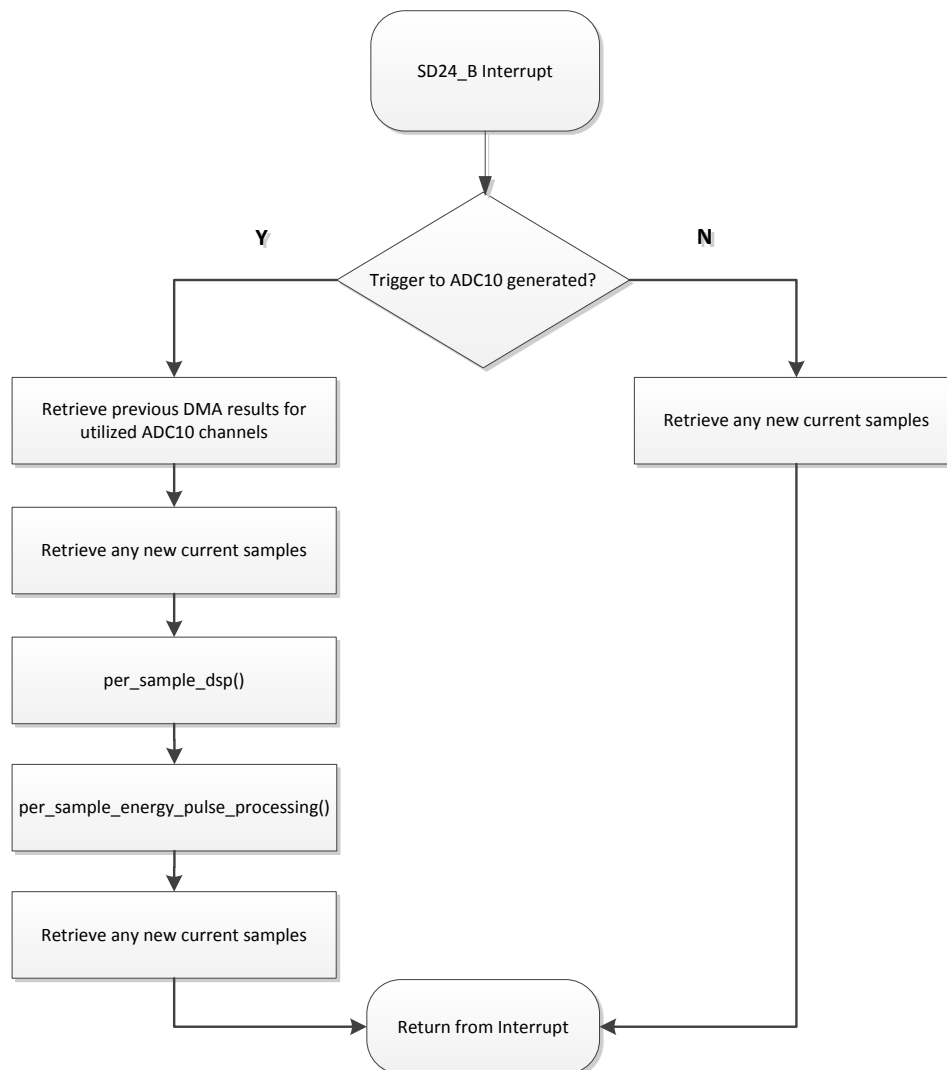 SD24_B Interrupt
Y
N
Trigger to ADC10 generated?
Retrieve previous DMA results for
utilized ADC10 channels
Retrieve any new current samples
Retrieve any new current samples
per_sample_dsp()
per_sample_energy_pulse_processing()
Retrieve any new current samples
Return from Interrupt